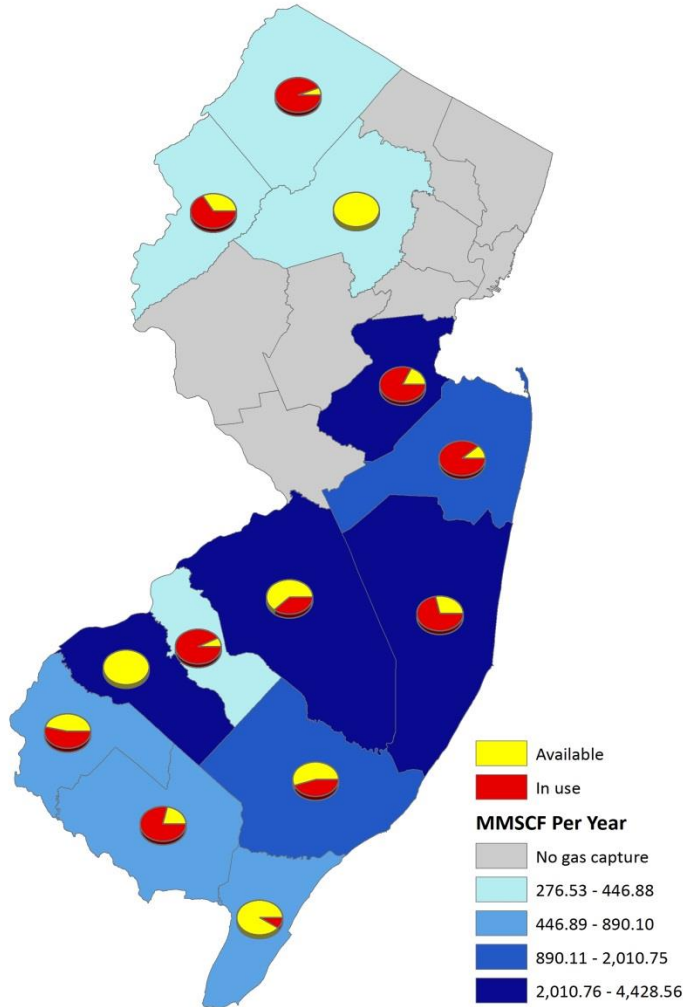 Available
In use
MMSCF Per Year
No gas capture
276.53 - 446.88
446.89 - 890.10
890.11 - 2,010.75
2,010.76 - 4,428.56